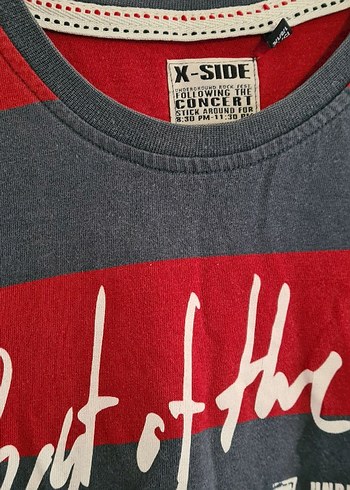 X-SIDE
UNDERGROUND ROCK FEST
FOLLOWING THE
CONCERT
STICK AROUND FOR
8:30 PM-11:30 PM
of the